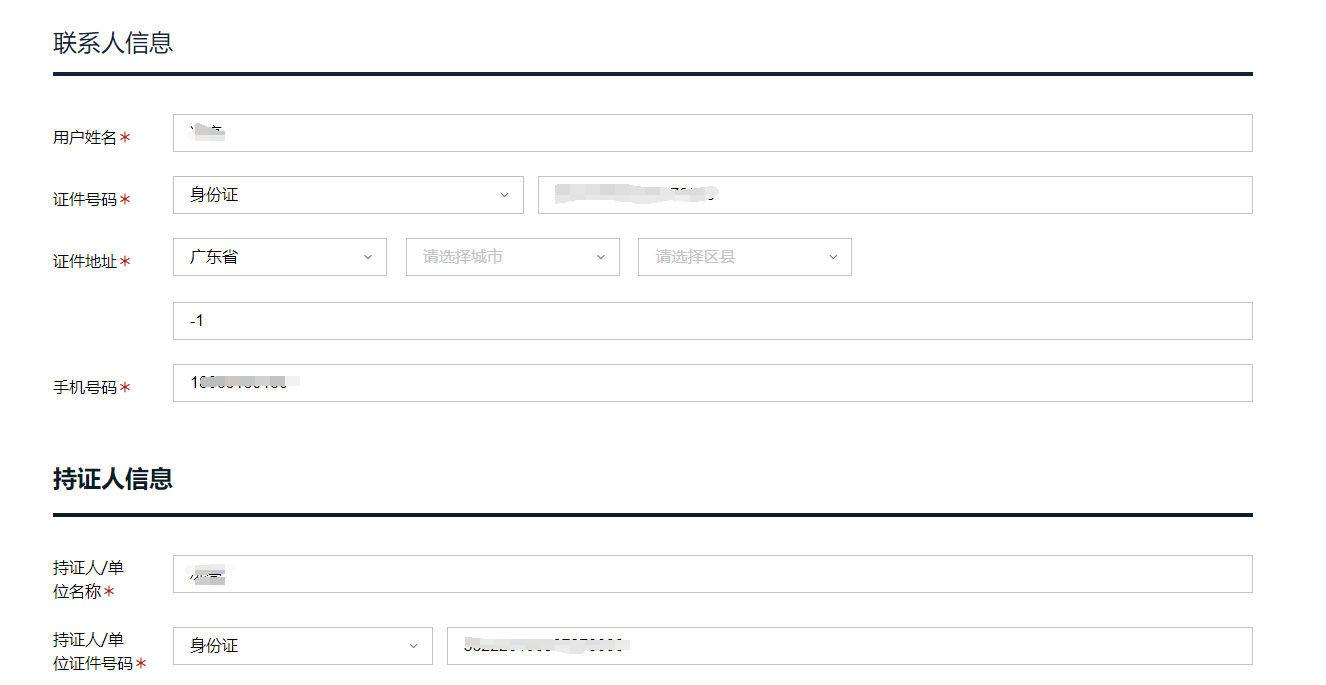 联系人信息
用户姓名*
证件号码* 身份证
证件地址* 广东省 请选择城市 请选择区县
-1
手机号码*
持证人信息
持证人/单
位名称*
持证人/单
位证件号码* 身份证